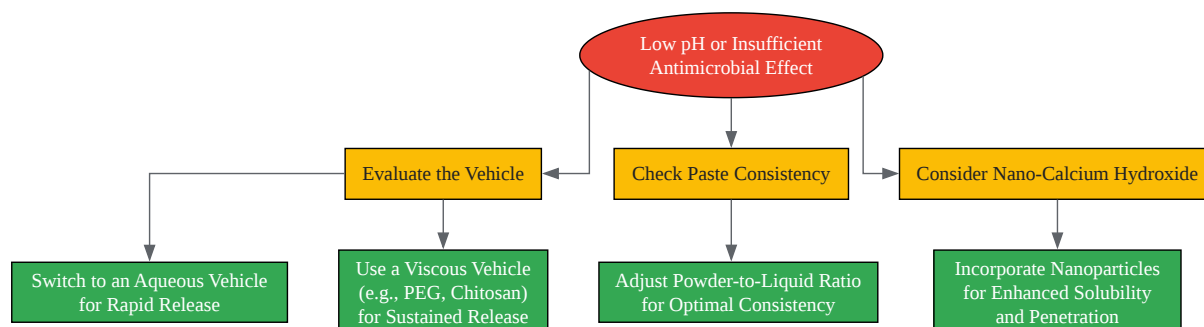 Low pH or Insufficient
Antimicrobial Effect
Evaluate the Vehicle
Check Paste Consistency
Consider Nano-Calcium Hydroxide
Switch to an Aqueous Vehicle
for Rapid Release
Use a Viscous Vehicle
(e.g., PEG, Chitosan)
for Sustained Release
Adjust Powder-to-Liquid Ratio
for Optimal Consistency
Incorporate Nanoparticles
for Enhanced Solubility
and Penetration